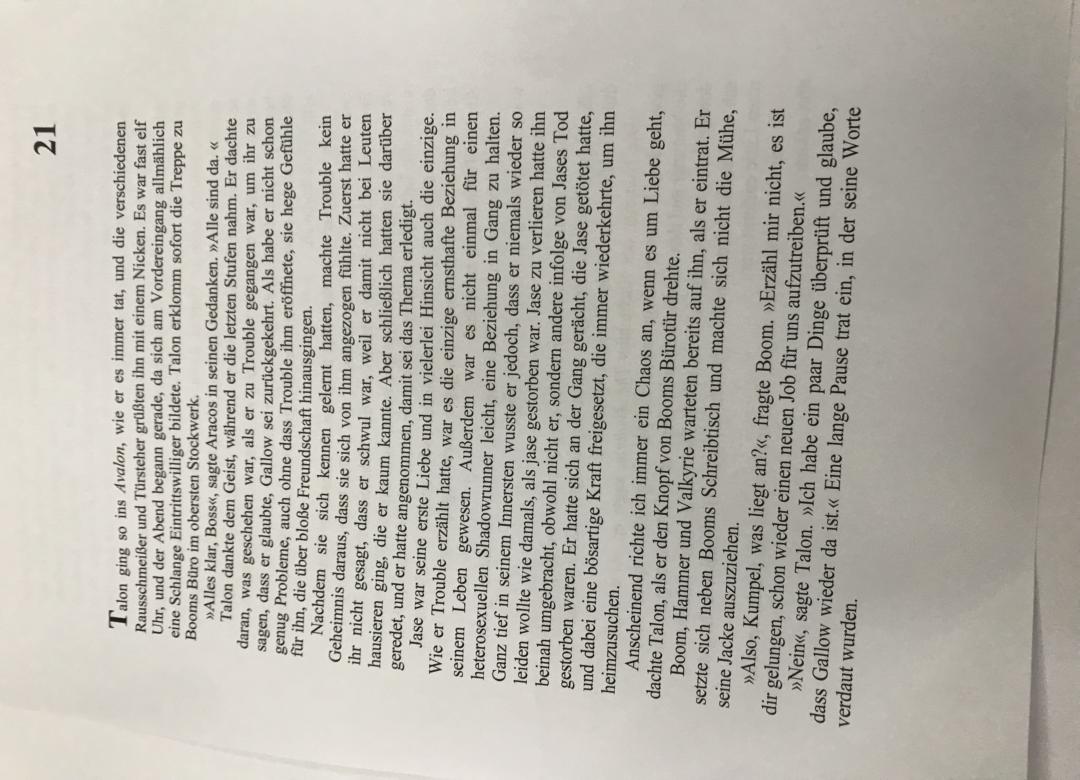 21
Talon ging so ins Avalon, wie er es immer tat, und die verschiedenen
Rausschmeißer und Türsteher grüßten ihn mit einem Nicken. Es war fast elf
Uhr, und der Abend begann gerade, da sich am Vordereingang allmählich
eine Schlange Eintrittswilliger bildete. Talon erklomm sofort die Treppe zu
Booms Büro im obersten Stockwerk.
»Alles klar, Boss«, sagte Aracos in seinen Gedanken. »Alle sind da. «
Talon dankte dem Geist, während er die letzten Stufen nahm. Er dachte
daran, was geschehen war, als er zu Trouble gegangen war, um ihr zu
sagen, dass er glaubte, Gallow sei zurückgekehrt. Als habe er nicht schon
genug Probleme, auch ohne dass Trouble ihm eröffnete, sie hege Gefühle
für ihn, die über bloße Freundschaft hinausgingen.
Nachdem sie sich kennen gelernt hatten, machte Trouble kein
Geheimnis daraus, dass sie sich von ihm angezogen fühlte. Zuerst hatte er
ihr nicht gesagt, dass er schwul war, weil er damit nicht bei Leuten
hausieren ging, die er kaum kannte. Aber schließlich hatten sie darüber
geredet, und er hatte angenommen, damit sei das Thema erledigt.
Jase war seine erste Liebe und in vielerlei Hinsicht auch die einzige.
Wie er Trouble erzählt hatte, war es die einzige ernsthafte Beziehung in
seinem Leben gewesen. Außerdem war es nicht einmal für einen
heterosexuellen Shadowrunner leicht, eine Beziehung in Gang zu halten.
Ganz tief in seinem Innersten wusste er jedoch, dass er niemals wieder so
leiden wollte wie damals, als Jase gestorben war. Jase zu verlieren hatte ihn
beinah umgebracht, obwohl nicht er, sondern andere infolge von Jases Tod
gestorben waren. Er hatte sich an der Gang gerächt, die Jase getötet hatte,
und dabei eine bösartige Kraft freigesetzt, die immer wiederkehrte, um ihn
heimzusuchen.
Anscheinend richte ich immer ein Chaos an, wenn es um Liebe geht,
dachte Talon, als er den Knopf von Booms Bürotür drehte.
Boom, Hammer und Valkyrie warteten bereits auf ihn, als er eintrat. Er
setzte sich neben Booms Schreibtisch und machte sich nicht die Mühe,
seine Jacke auszuziehen.
»Also, Kumpel, was liegt an?«, fragte Boom. »Erzähl mir nicht, es ist
dir gelungen, schon wieder einen neuen Job für uns aufzutreiben.«
»Nein«, sagte Talon. »Ich habe ein paar Dinge überprüft und glaube,
dass Gallow wieder da ist.« Eine lange Pause trat ein, in der seine Worte
verdaut wurden.